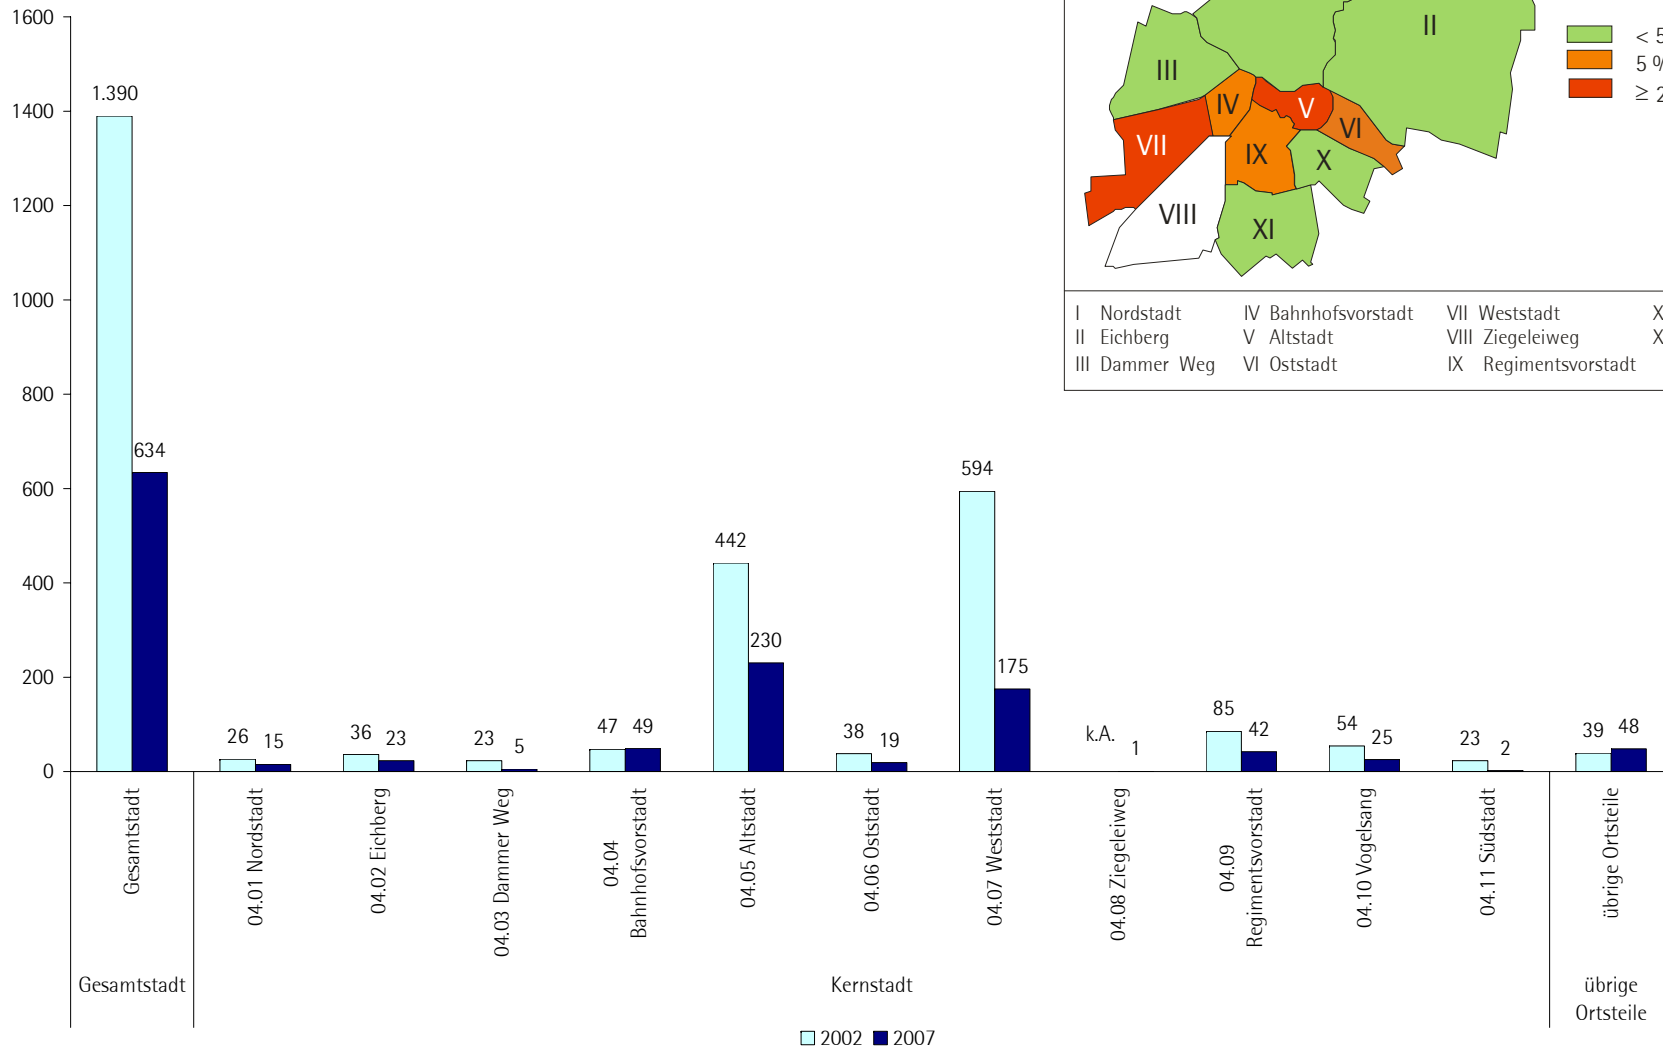 1600
1400
1200
1000
800
600
400
200
0
1.390
634
26
15
36
23
23
5
47
49
442
230
38
19
594
175
k.A.
1
85
42
54
25
23
2
39
48
Gesamtstadt
04.01 Nordstadt
04.02 Eichberg
04.03 Dammer Weg
04.04
Bahnhofsvorstadt
04.05 Altstadt
04.06 Oststadt
04.07 Weststadt
04.08 Ziegeleiweg
04.09
Regimentsvorstadt
04.10 Vogelsang
04.11 Südstadt
übrige Ortsteile
Gesamtstadt
Kernstadt
übrige
Ortsteile
2002
2007
II
III
IV
V
VI
VII
IX
X
VIII
XI
< 5
5 %
≥ 2
I Nordstadt
IV Bahnhofsvorstadt
VII Weststadt
X
II Eichberg
V Altstadt
VIII Ziegeleiweg
X
III Dammer Weg
VI Oststadt
IX Regimentsvorstadt